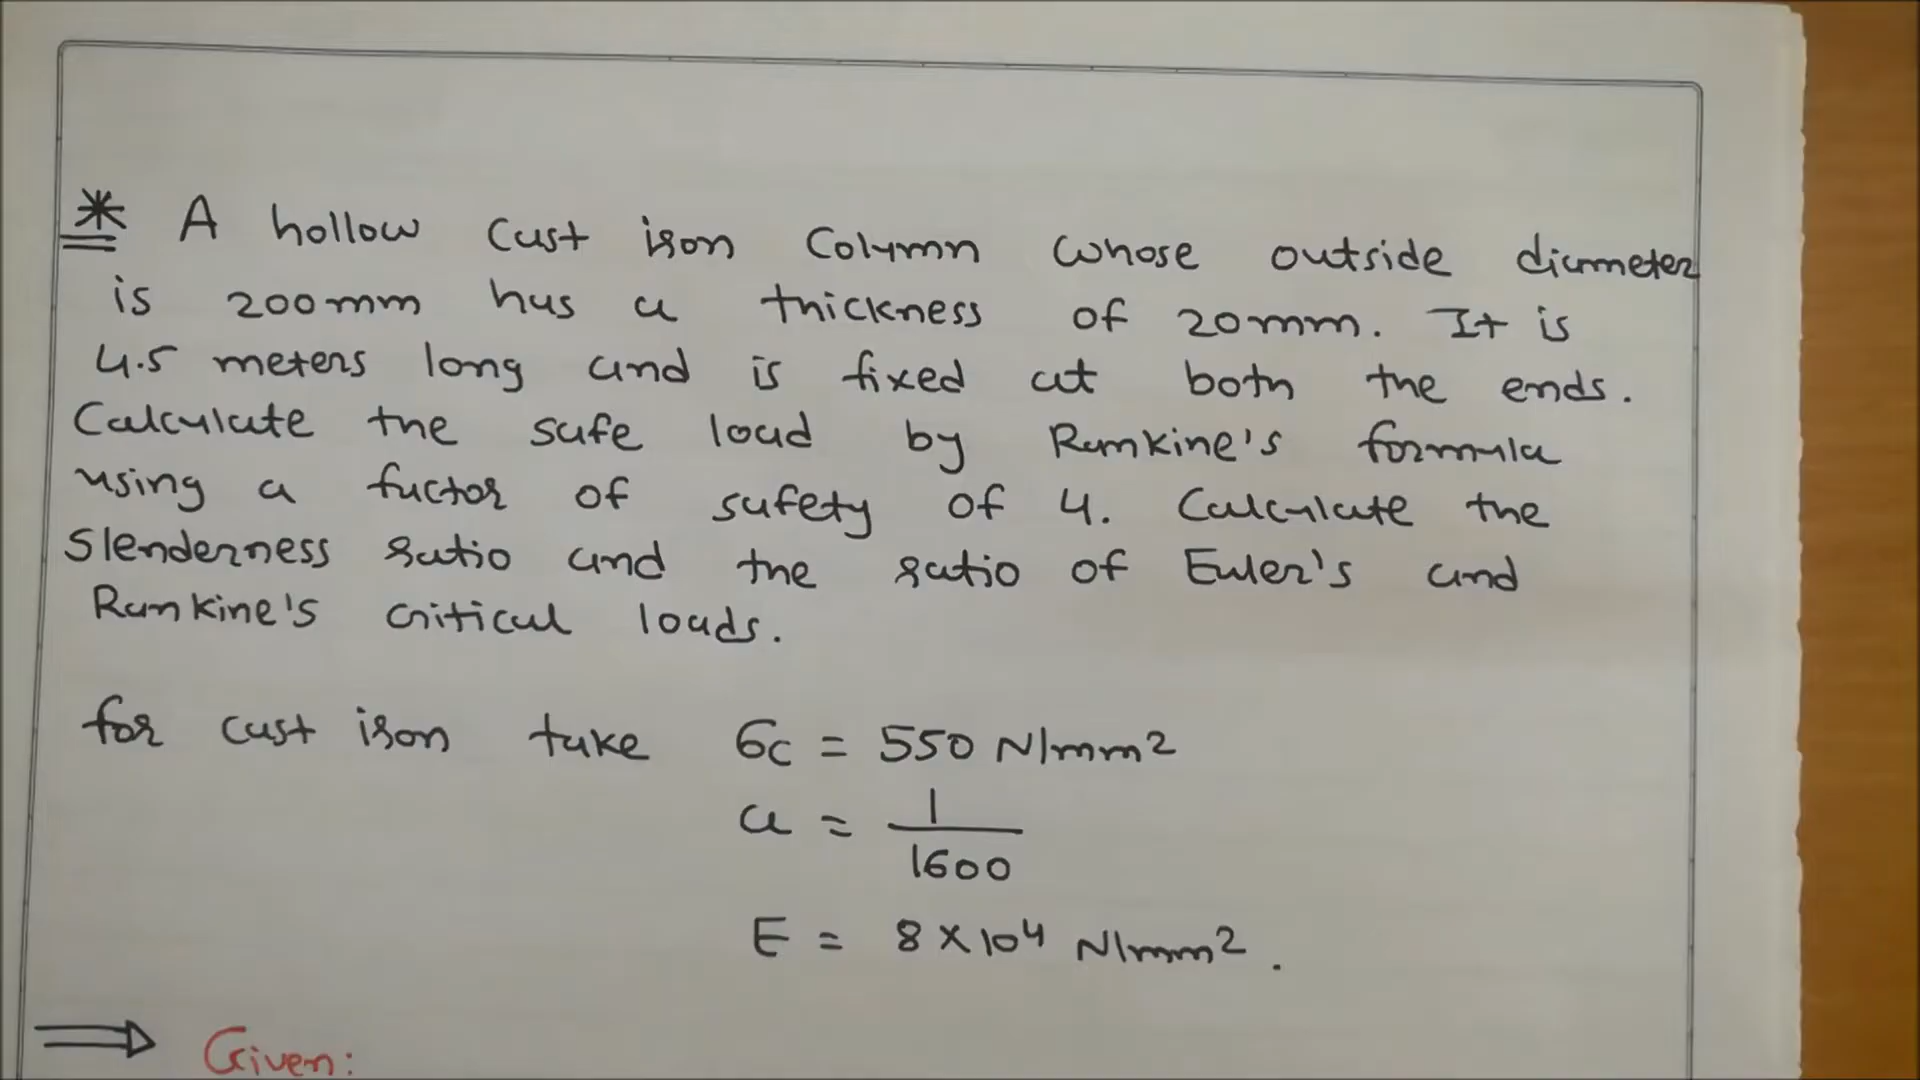 * A hollow cast iron column whose outside diameter
is 200mm has a thickness of 20mm. It is
4.5 meters long and is fixed at both the ends.
Calculate the safe load by Rankine's formula
using a factor of safety of 4. Calculate the
Slenderness ratio and the ratio of Euler's and
Rankine's critical loads.
for cast iron take σc = 550 N/mm²
a = 1/1600
E = 8×10⁴ N/mm².
⇒ Given: